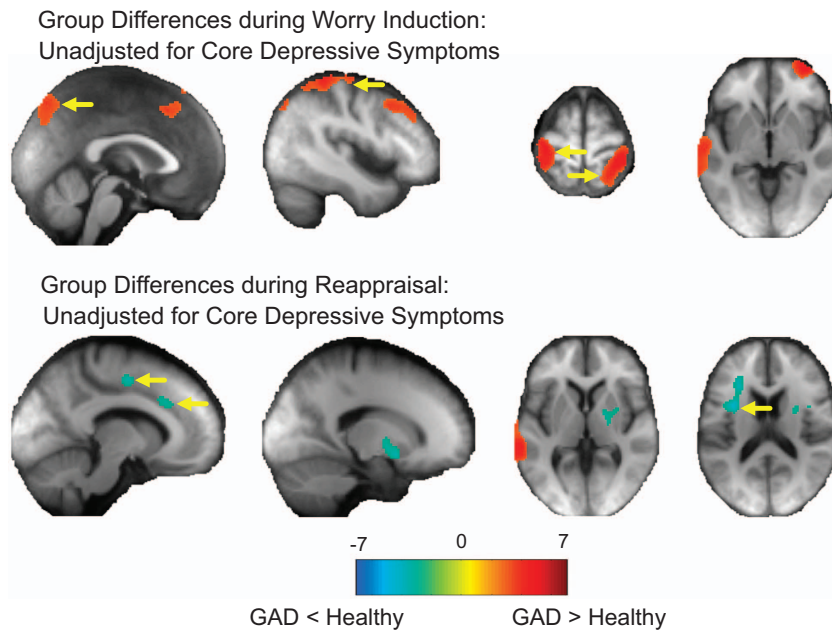 Group Differences during Worry Induction:
Unadjusted for Core Depressive Symptoms
Group Differences during Reappraisal:
Unadjusted for Core Depressive Symptoms
-7 0 7
GAD < Healthy GAD > Healthy